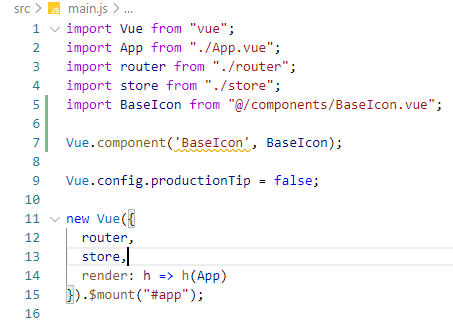 src > JS main.js > ...
1 import Vue from "vue";
2 import App from "./App.vue";
3 import router from "./router";
4 import store from "./store";
5 import BaseIcon from "@/components/BaseIcon.vue";
6
7 Vue.component('BaseIcon', BaseIcon);
8
9 Vue.config.productionTip = false;
10
11 new Vue({
12   router,
13   store,
14   render: h => h(App)
15 }).$mount("#app");
16